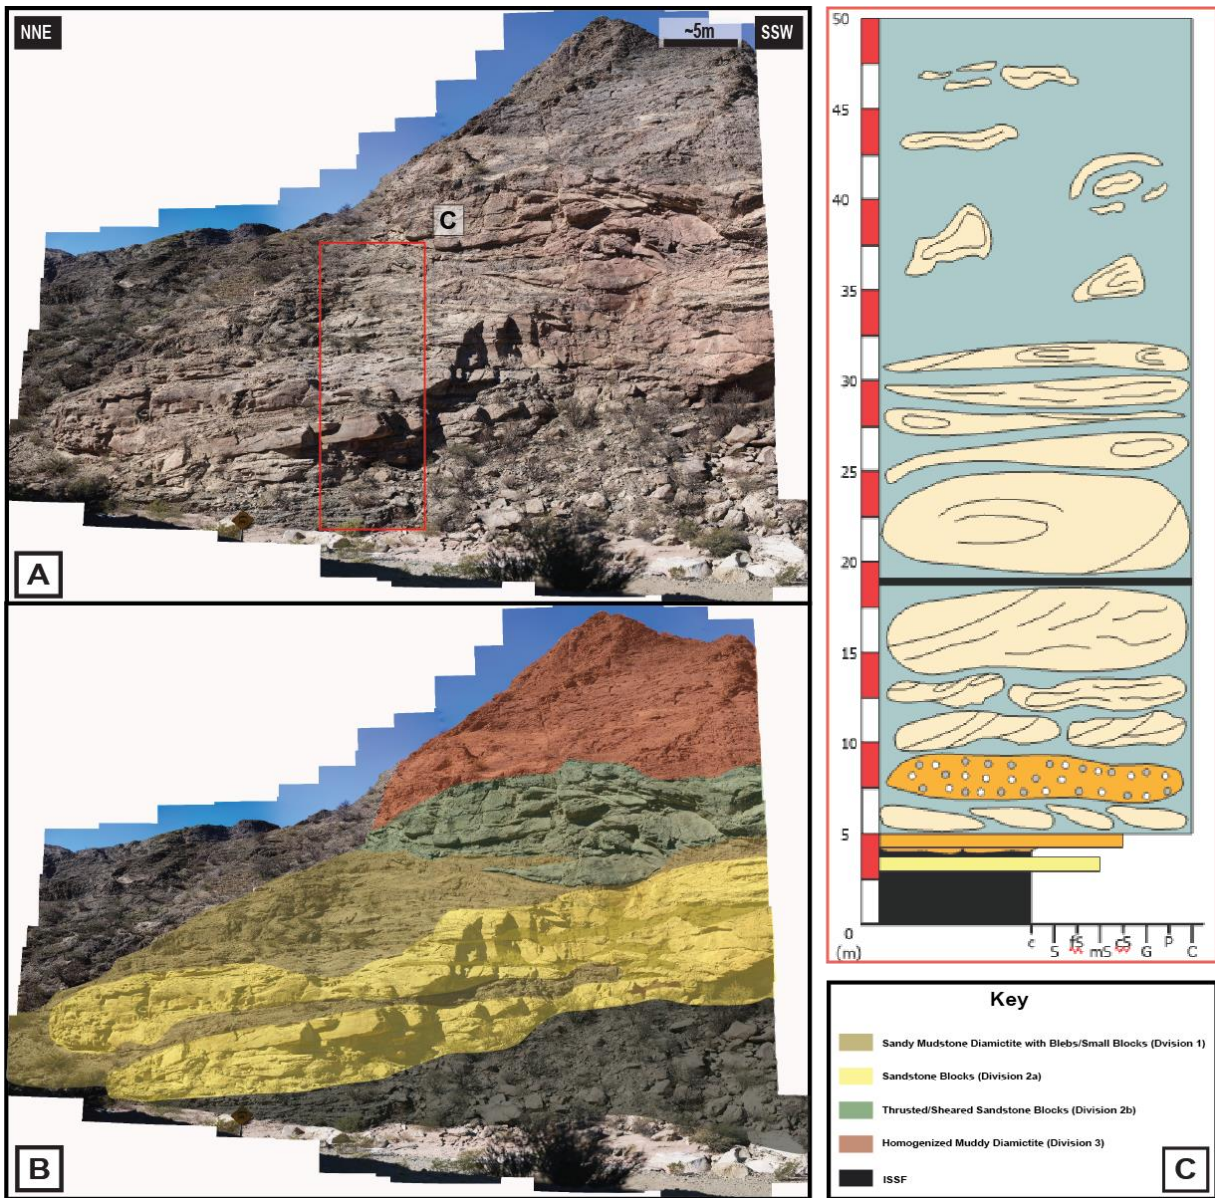 NNE
~5m
SSW
C
A
B
50
45
40
35
30
25
20
15
10
5
0
(m)
c
S
fS
mS
cS
G
P
C
Key
Sandy Mudstone Diamictite with Blebs/Small Blocks (Dvision 1)
Sandstone Blocks (Division 2a)
Thrusted/Sheared Sandstone Blocks (Division 2b)
Homogenized Muddy Diamictite (Division 3)
ISSF
C